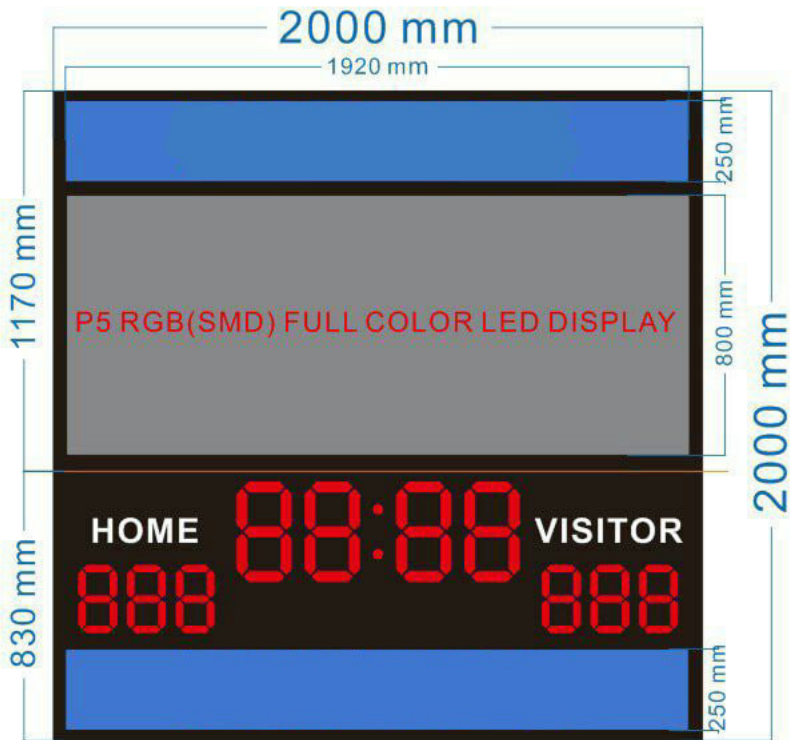 2000 mm
1920 mm
250 mm
1170 mm
P5 RGB(SMD) FULL COLOR LED DISPLAY
800 mm
2000 mm
88:88
HOME
VISITOR
830 mm
888
888
250 mm